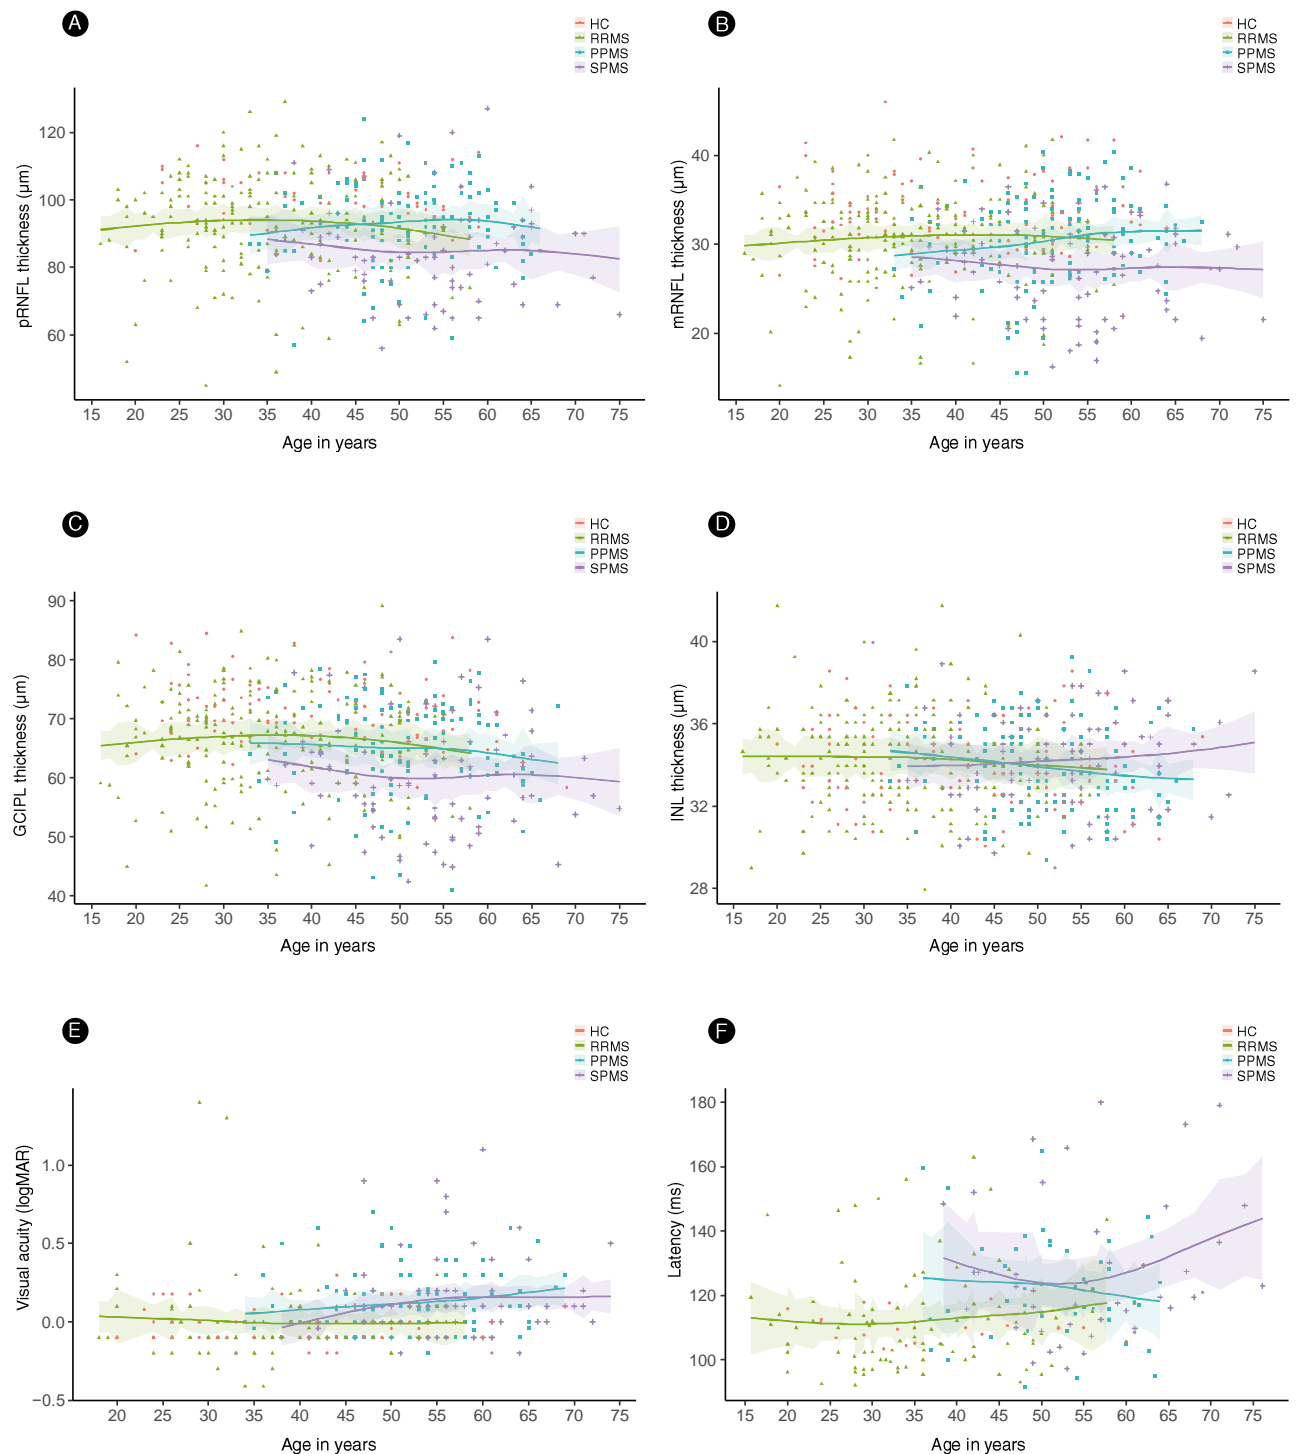 A
HC
RRMS
PPMS
SPMS
120
100
80
60
pRNFL thickness (μm)
15 20 25 30 35 40 45 50 55 60 65 70 75
Age in years
B
HC
RRMS
PPMS
SPMS
40
30
20
mRNFL thickness (μm)
15 20 25 30 35 40 45 50 55 60 65 70 75
Age in years
C
HC
RRMS
PPMS
SPMS
90
80
70
60
50
40
GCIPL thickness (μm)
15 20 25 30 35 40 45 50 55 60 65 70 75
Age in years
D
HC
RRMS
PPMS
SPMS
40
36
32
28
INL thickness (μm)
15 20 25 30 35 40 45 50 55 60 65 70 75
Age in years
E
HC
RRMS
PPMS
SPMS
1.0
0.5
0.0
−0.5
Visual acuity (logMAR)
20 25 30 35 40 45 50 55 60 65 70 75
Age in years
F
HC
RRMS
PPMS
SPMS
180
160
140
120
100
Latency (ms)
15 20 25 30 35 40 45 50 55 60 65 70 75
Age in years